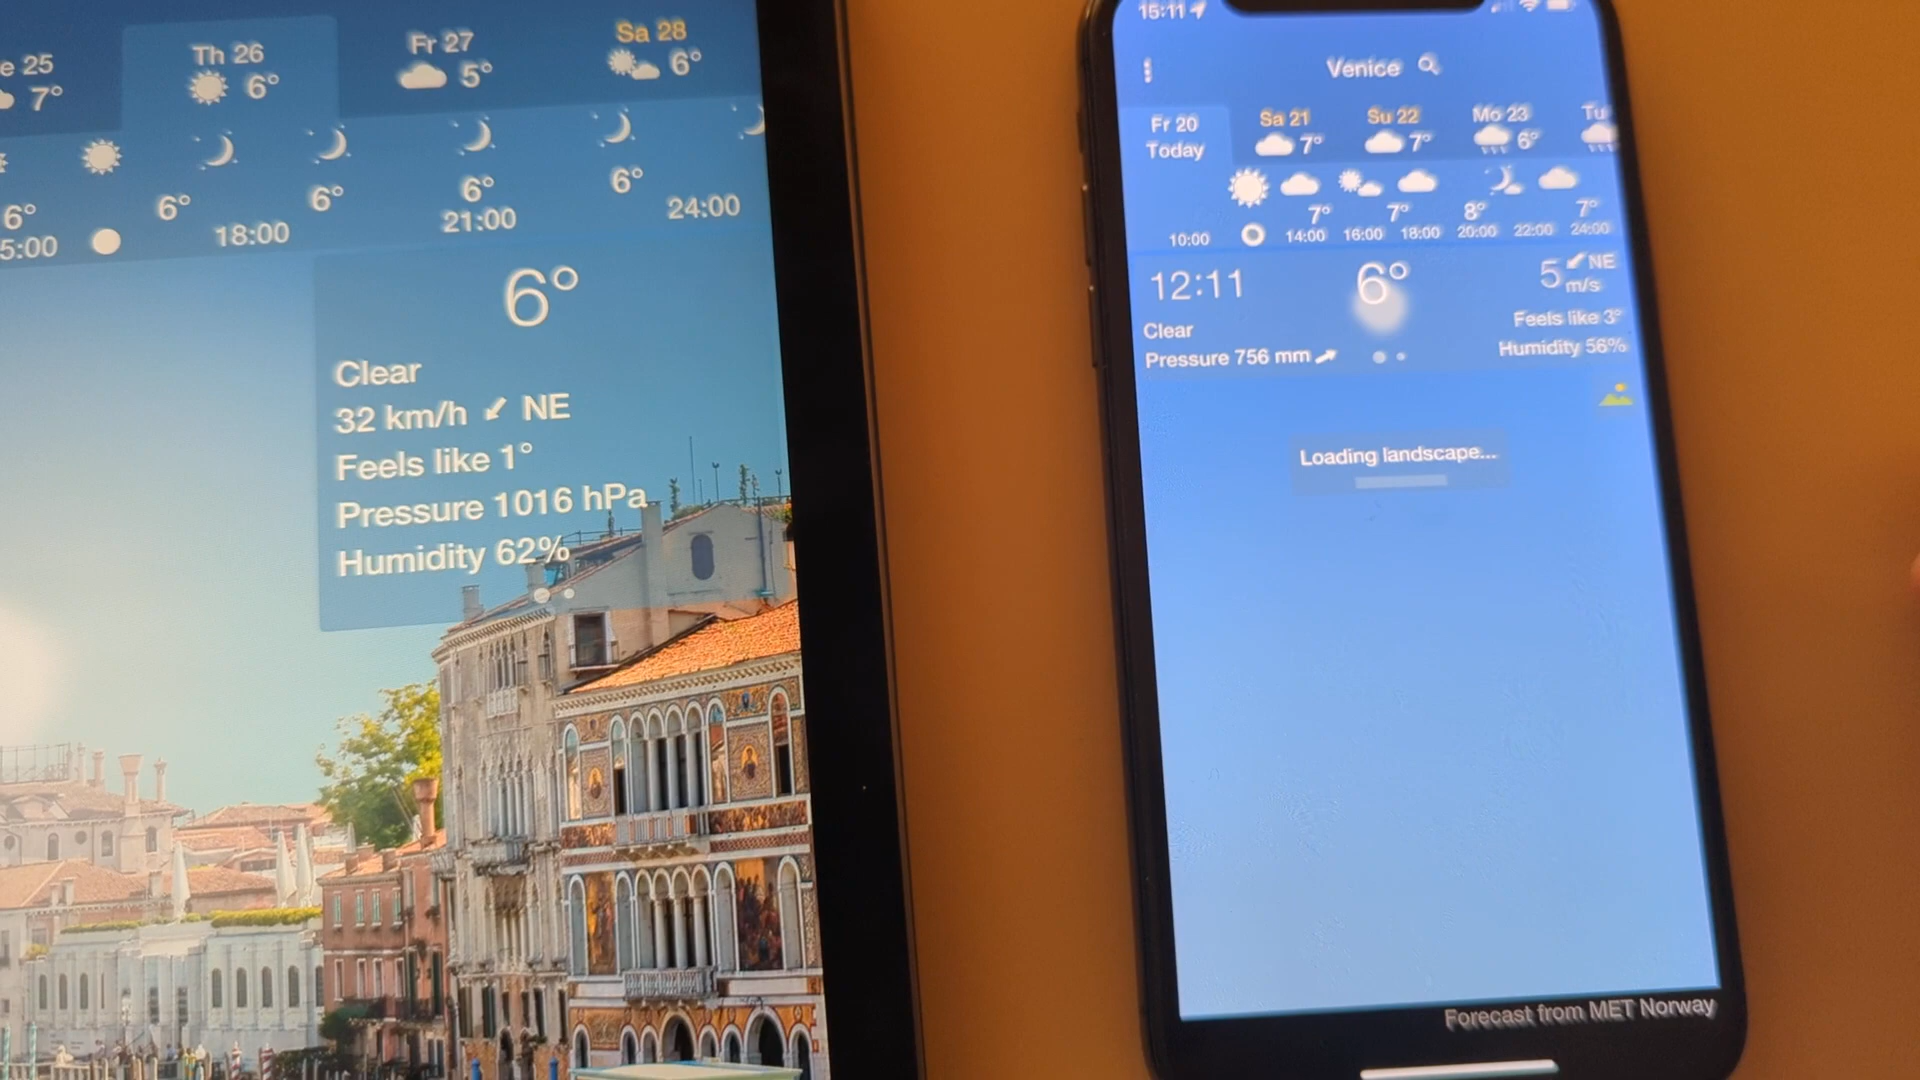 e 25
7°
Th 26
6°
Fr 27
5°
Sa 28
6°
6°
6°
6°
6°
6°
5:00
18:00
21:00
24:00
6°
Clear
32 km/h NE
Feels like 1°
Pressure 1016 hPa
Humidity 62%
15:11
Venice
Fr 20
Today
Sa 21
7°
Su 22
7°
Mo 23
6°
Tu
7°
7°
8°
7°
10:00
14:00
16:00
18:00
20:00
22:00
24:00
12:11
6°
5 NE
m/s
Clear
Feels like 3°
Pressure 756 mm
Humidity 56%
Loading landscape...
Forecast from MET Norway